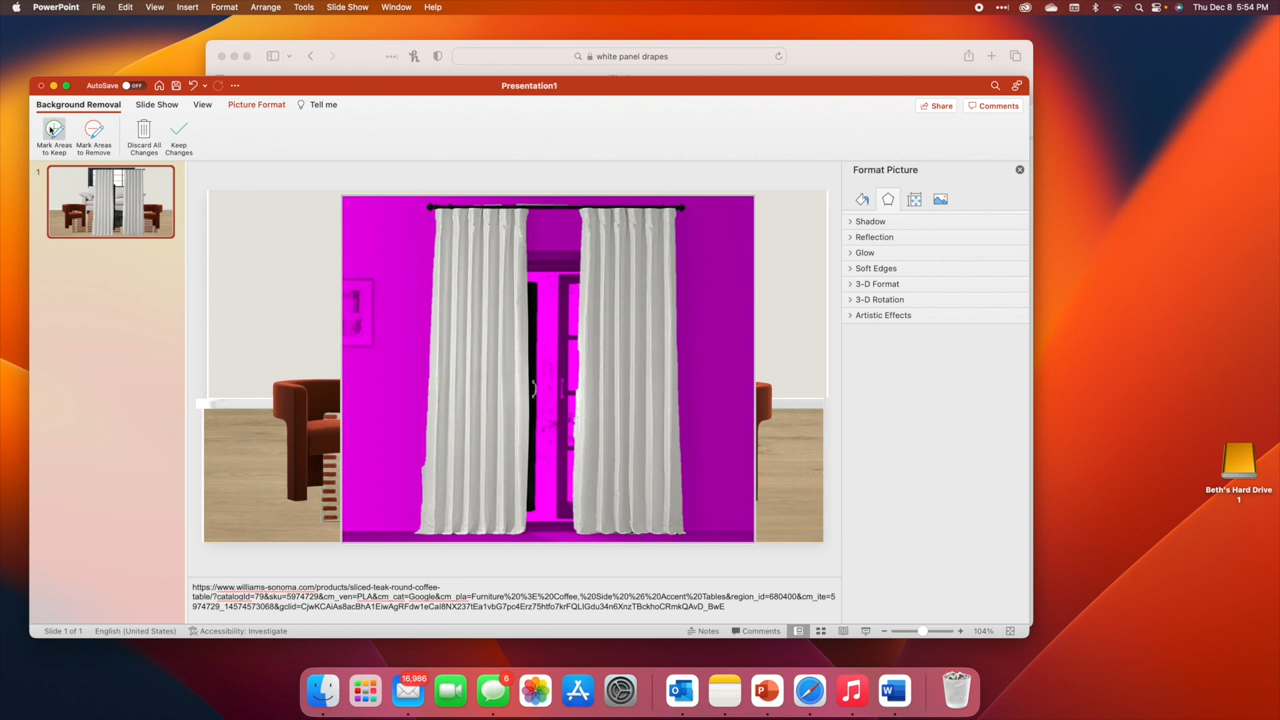 PowerPoint File Edit View Insert Format Arrange Tools Slide Show Window Help
Thu Dec 8 5:54 PM
white panel drapes
AutoSave OFF
Presentation1
Background Removal Slide Show View Picture Format Tell me
Share Comments
Mark Areas to Keep
Mark Areas to Remove
Discard All Changes
Keep Changes
1
Format Picture
Shadow
Reflection
Glow
Soft Edges
3-D Format
3-D Rotation
Artistic Effects
https://www.williams-sonoma.com/products/sliced-teak-round-coffee-
table/?catalogId=79&sku=5974729&cm_ven=PLA&cm_cat=Google&cm_pla=Furniture%20%3E%20Coffee,%20Side%20%26%20Accent%20Tables&region_id=680400&cm_ite=5
974729_14574573068&gclid=CjwKCAiAs8acBhA1EiwAgRFdw1eCaI8NX237tEa1vbG7pc4Erz75htfo7krFQLIGdu34n6XnzTBckhoCRmkQAvD_BwE
Slide 1 of 1 English (United States) Accessibility: Investigate
Notes Comments 104%
Beth's Hard Drive
1
16,986
6